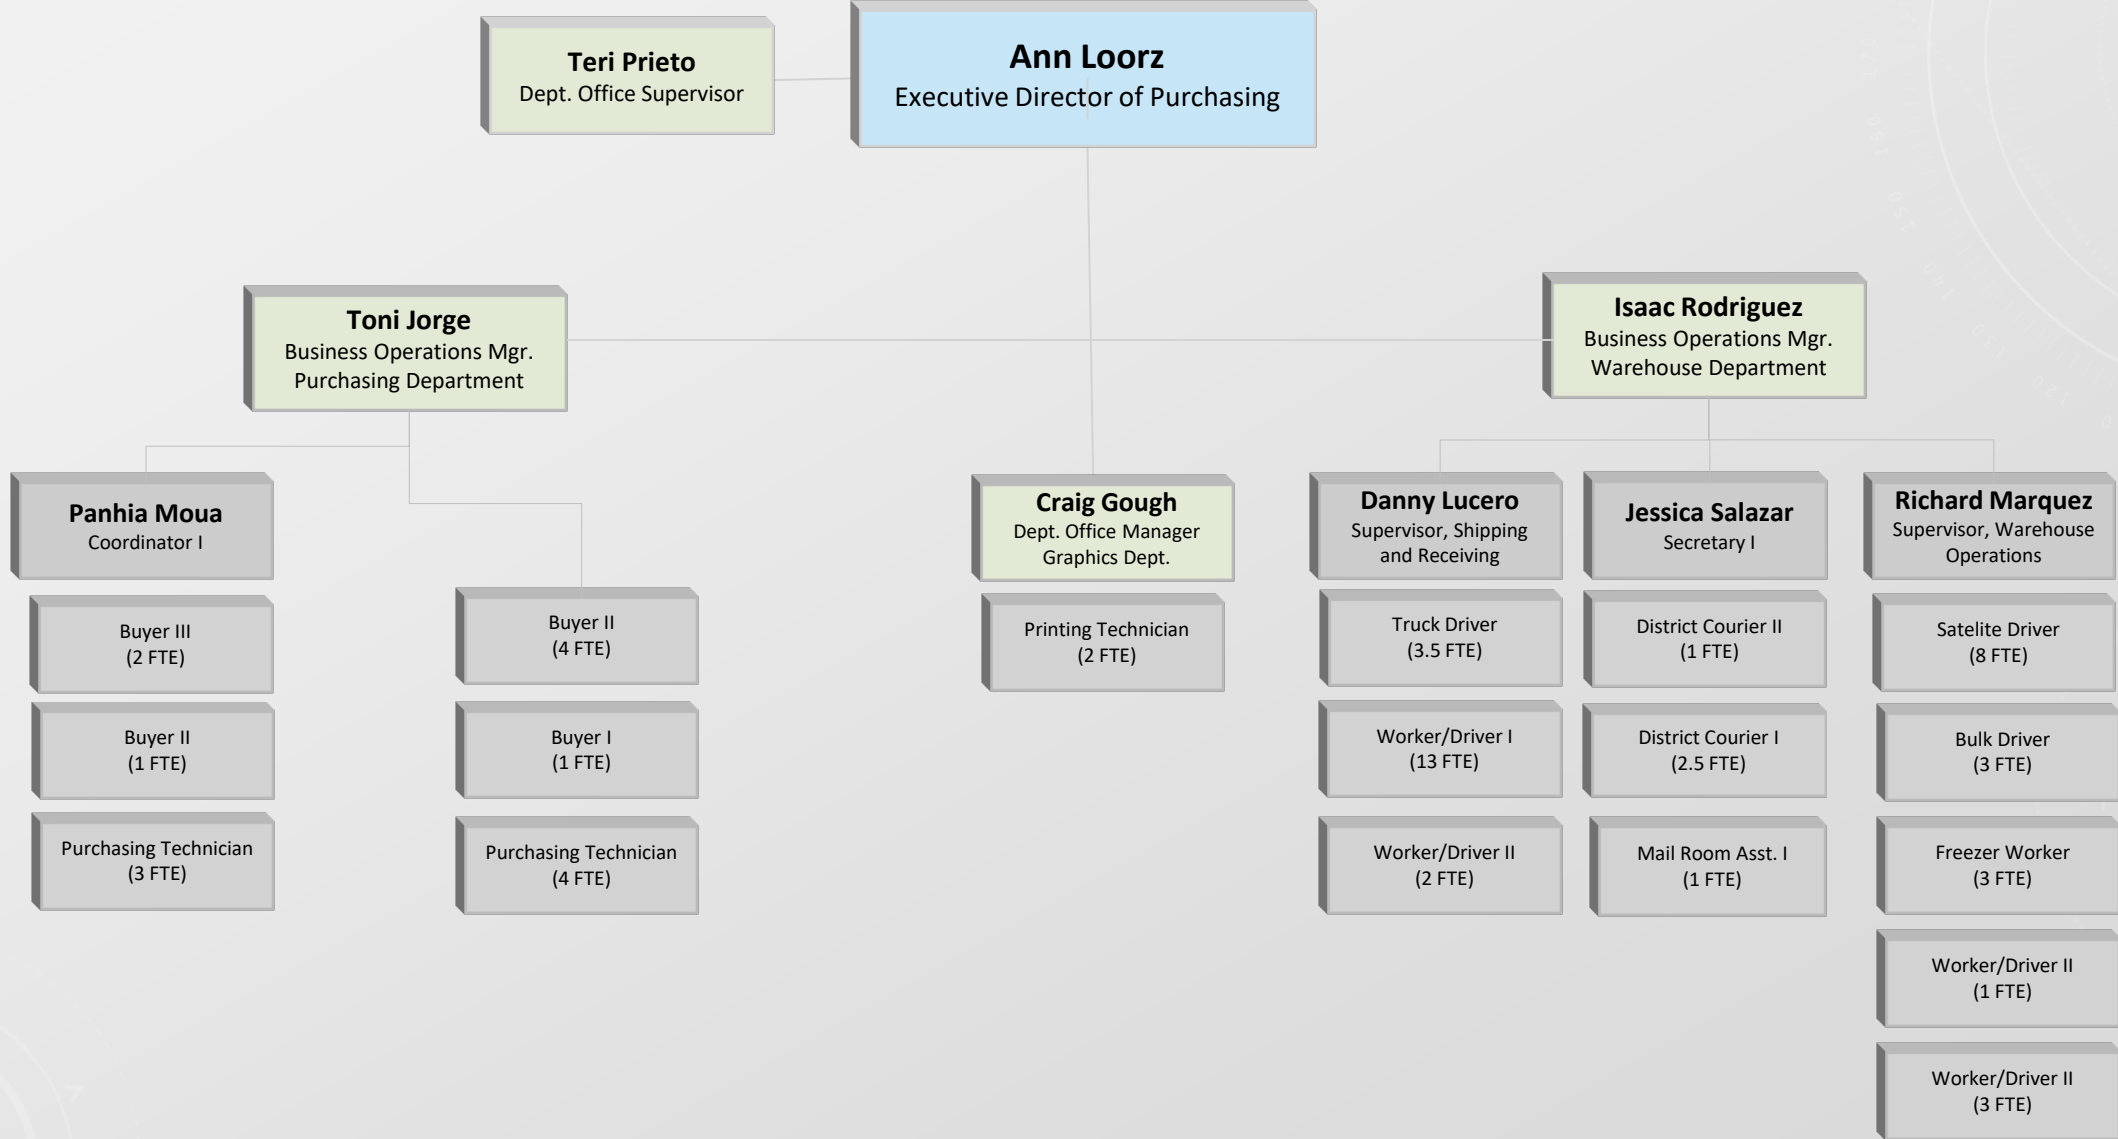 Teri Prieto
Dept. Office Supervisor
Ann Loorz
Executive Director of Purchasing
Toni Jorge
Business Operations Mgr.
Purchasing Department
Isaac Rodriguez
Business Operations Mgr.
Warehouse Department
Panhia Moua
Coordinator I
Buyer III
(2 FTE)
Buyer II
(1 FTE)
Purchasing Technician
(3 FTE)
Buyer II
(4 FTE)
Buyer I
(1 FTE)
Purchasing Technician
(4 FTE)
Craig Gough
Dept. Office Manager
Graphics Dept.
Printing Technician
(2 FTE)
Danny Lucero
Supervisor, Shipping
and Receiving
Truck Driver
(3.5 FTE)
Worker/Driver I
(13 FTE)
Worker/Driver II
(2 FTE)
Jessica Salazar
Secretary I
District Courier II
(1 FTE)
District Courier I
(2.5 FTE)
Mail Room Asst. I
(1 FTE)
Richard Marquez
Supervisor, Warehouse
Operations
Satelite Driver
(8 FTE)
Bulk Driver
(3 FTE)
Freezer Worker
(3 FTE)
Worker/Driver II
(1 FTE)
Worker/Driver II
(3 FTE)